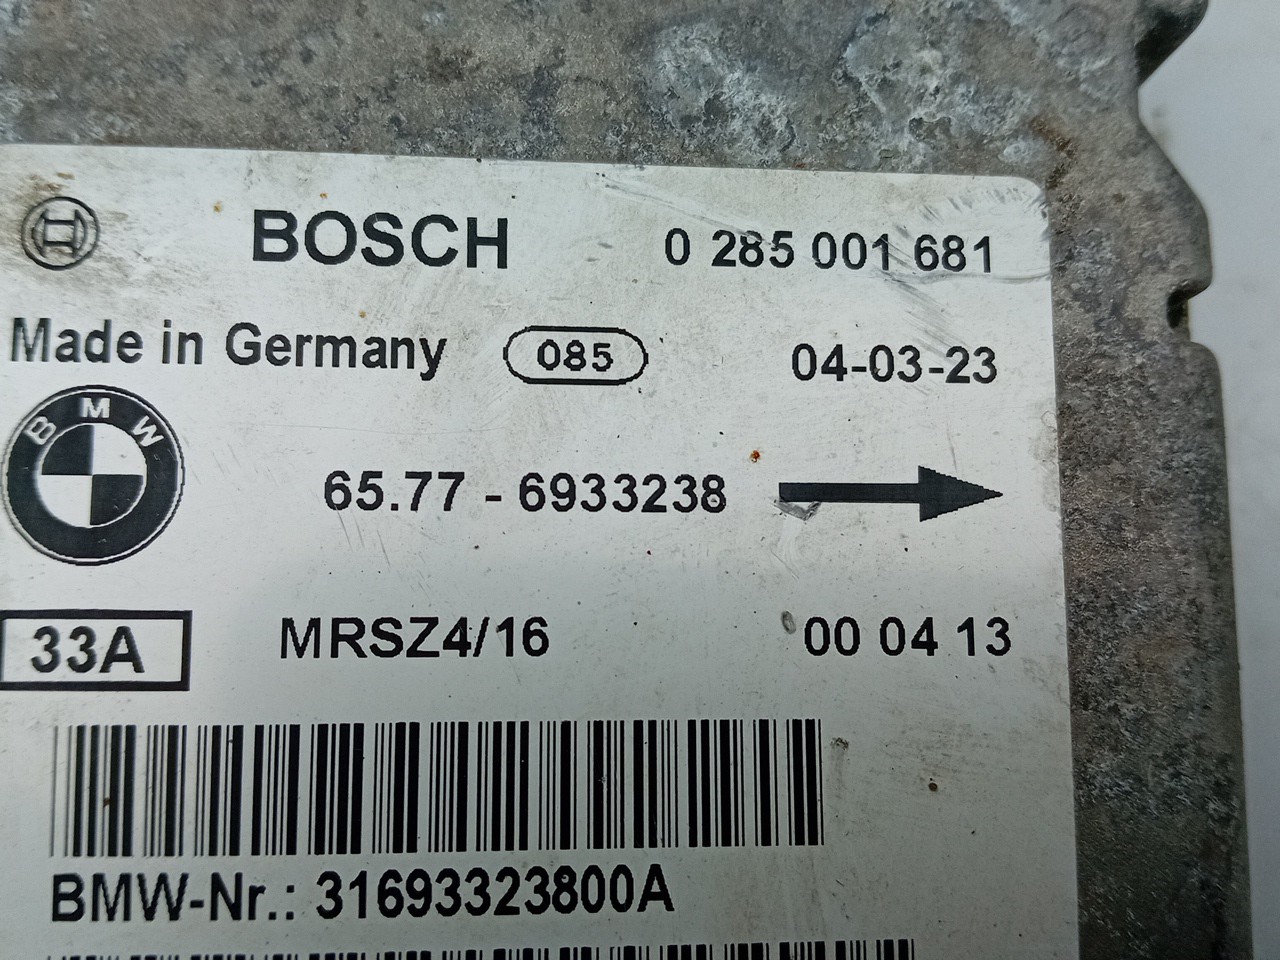 BOSCH 0 285 001 681
Made in Germany 085 04-03-23
BMW
65.77 - 6933238
33A MRSZ4/16 00 04 13
BMW-Nr.: 31693323800A